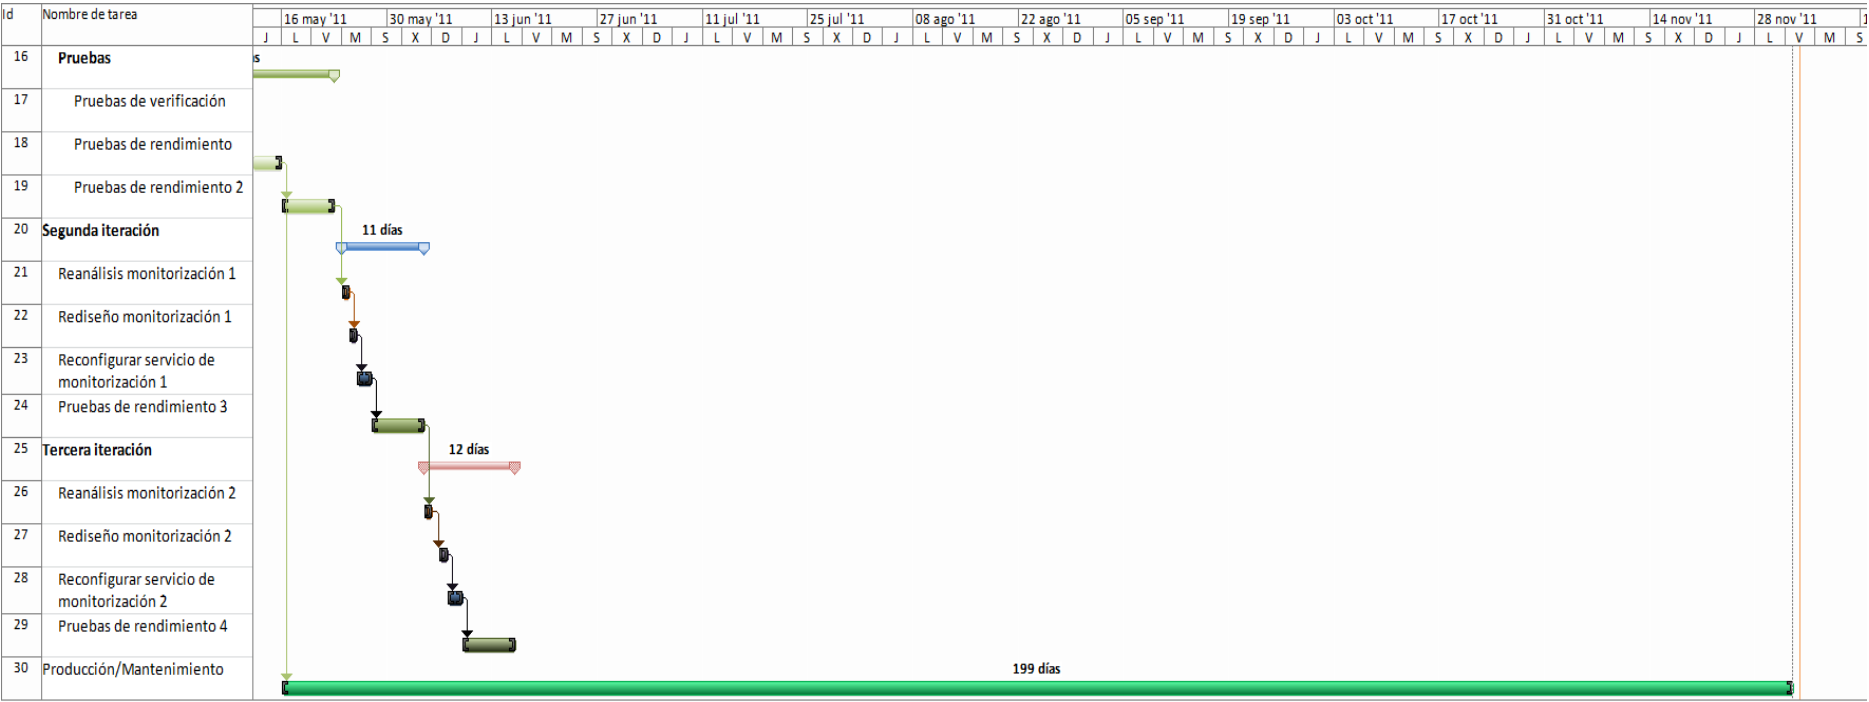 Id Nombre de tarea 16 may '11 30 may '11 13 jun '11 27 jun '11 11 jul '11 25 jul '11 08 ago '11 22 ago '11 05 sep '11 19 sep '11 03 oct '11 17 oct '11 31 oct '11 14 nov '11 28 nov '11 1
J L V M S X D J L V M S X D J L V M S X D J L V M S X D J L V M S X D J L V M S X D J L V M S X D J L V M S
16 Pruebas s
17 Pruebas de verificación
18 Pruebas de rendimiento
19 Pruebas de rendimiento 2
20 Segunda iteración 11 días
21 Reanálisis monitorización 1
22 Rediseño monitorización 1
23 Reconfigurar servicio de
monitorización 1
24 Pruebas de rendimiento 3
25 Tercera iteración 12 días
26 Reanálisis monitorización 2
27 Rediseño monitorización 2
28 Reconfigurar servicio de
monitorización 2
29 Pruebas de rendimiento 4
30 Producción/Mantenimiento 199 días